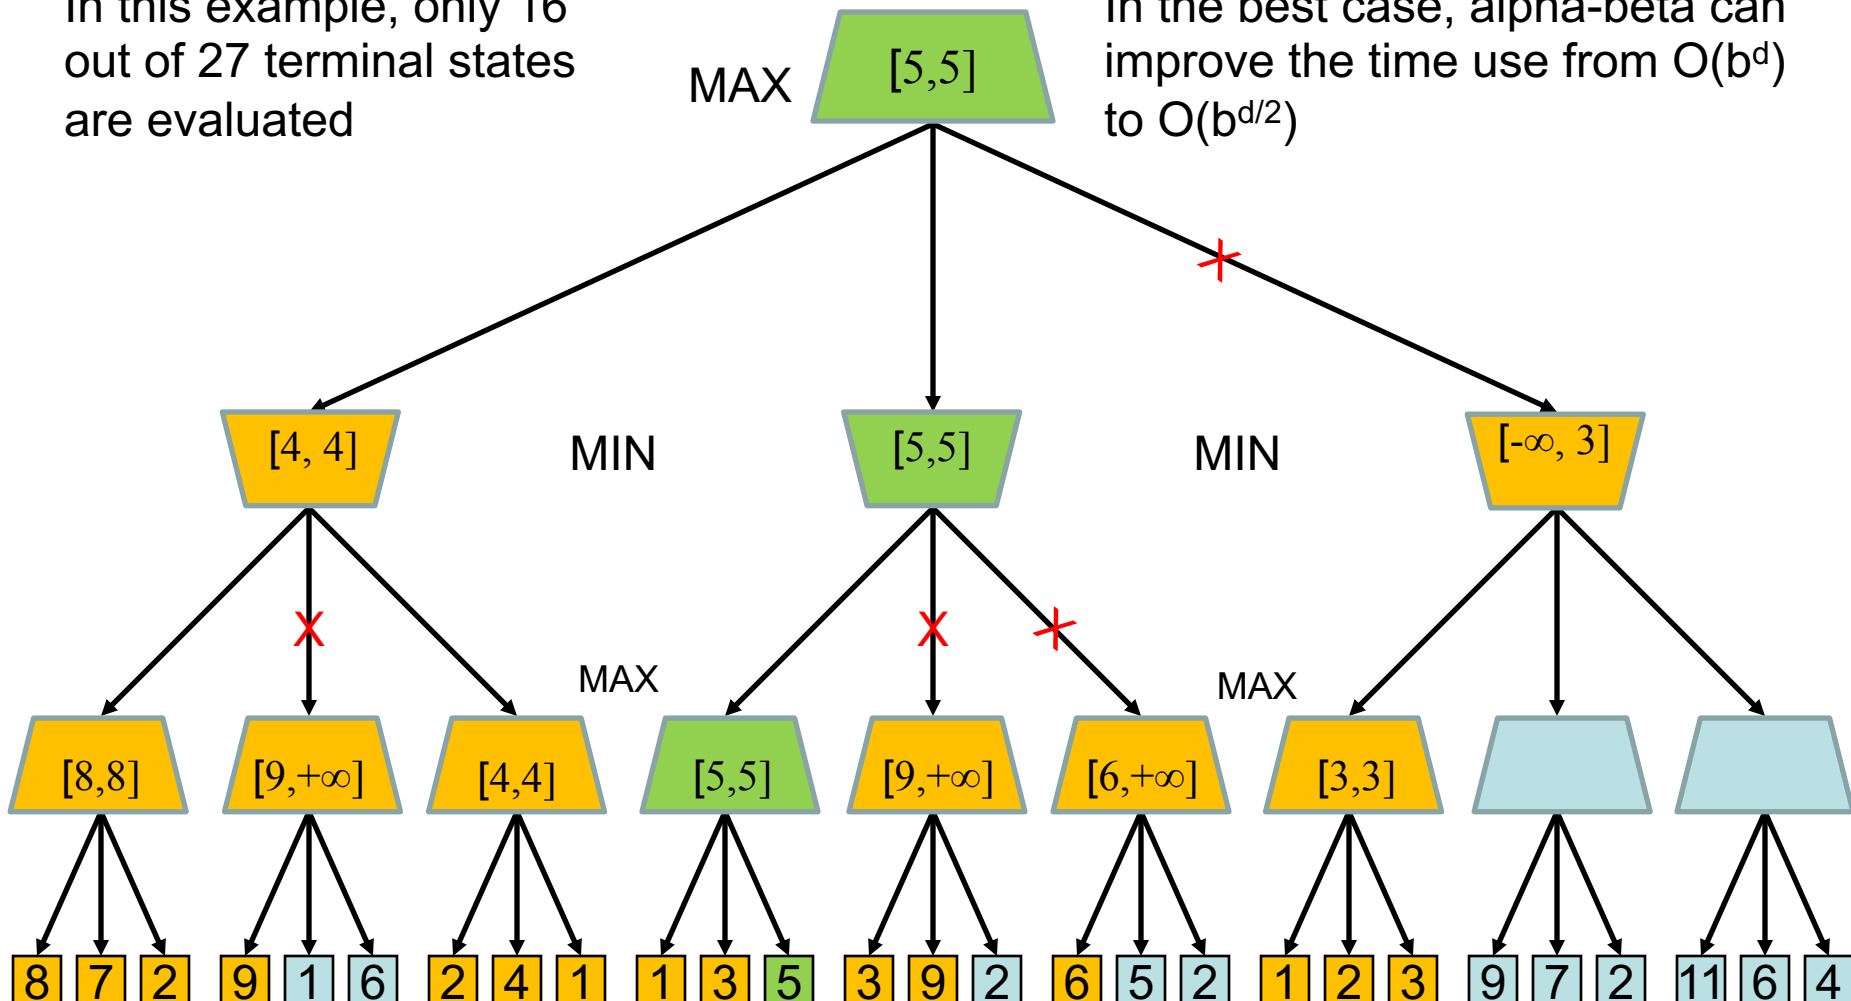 In this example, only 16
out of 27 terminal states
are evaluated
In the best case, alpha-beta can
improve the time use from O(b^d)
to O(b^d/2)
MAX
[5,5]
[4, 4]
MIN
[5,5]
MIN
[-∞, 3]
X
X
X
X
MAX
MAX
[8,8]
[9,+∞]
[4,4]
[5,5]
[9,+∞]
[6,+∞]
[3,3]
8 7 2 9 1 6 2 4 1 1 3 5 3 9 2 6 5 2 1 2 3 9 7 2 11 6 4